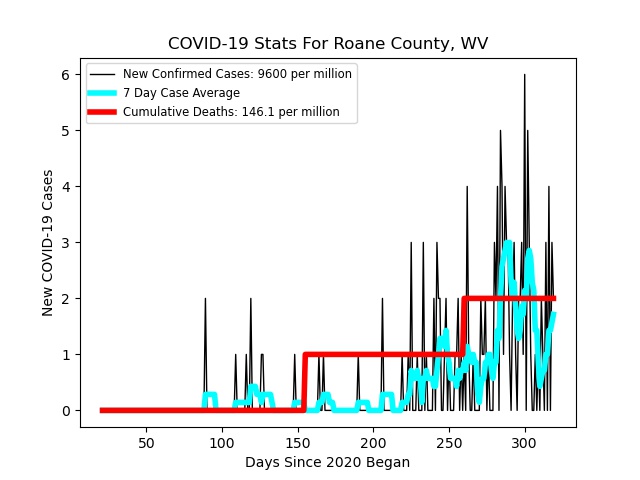 COVID-19 Stats For Roane County, WV
New Confirmed Cases: 9600 per million
7 Day Case Average
Cumulative Deaths: 146.1 per million
New COVID-19 Cases
6
5
4
3
2
1
0
50 100 150 200 250 300
Days Since 2020 Began